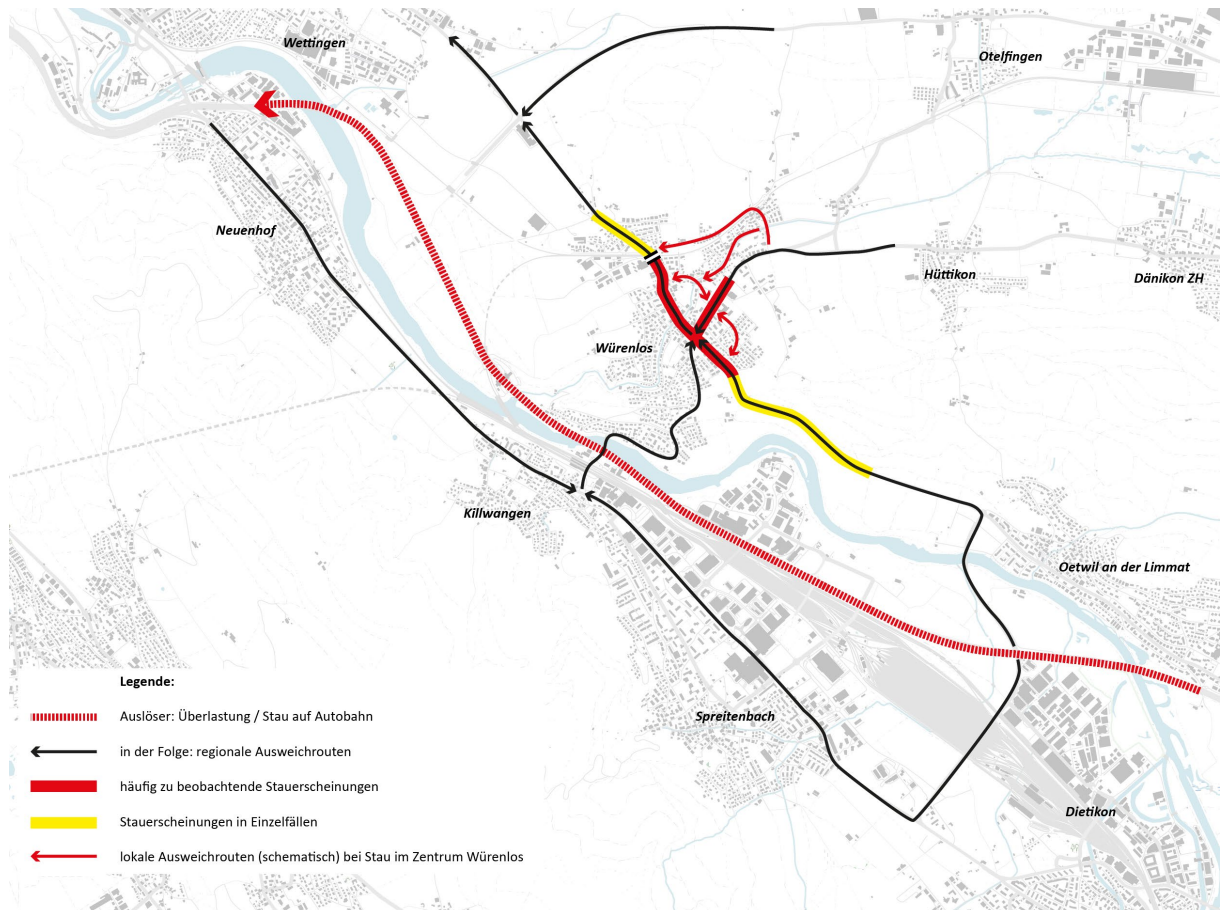 Wettingen
Otelfingen
Neuenhof
Hüttikon
Dänikon ZH
Würenlos
Killwangen
Oetwil an der Limmat
Spreitenbach
Dietikon
Legende:
Auslöser: Überlastung / Stau auf Autobahn
in der Folge: regionale Ausweichrouten
häufig zu beobachtende Stauerscheinungen
Stauerscheinungen in Einzelfällen
lokale Ausweichrouten (schematisch) bei Stau im Zentrum Würenlos